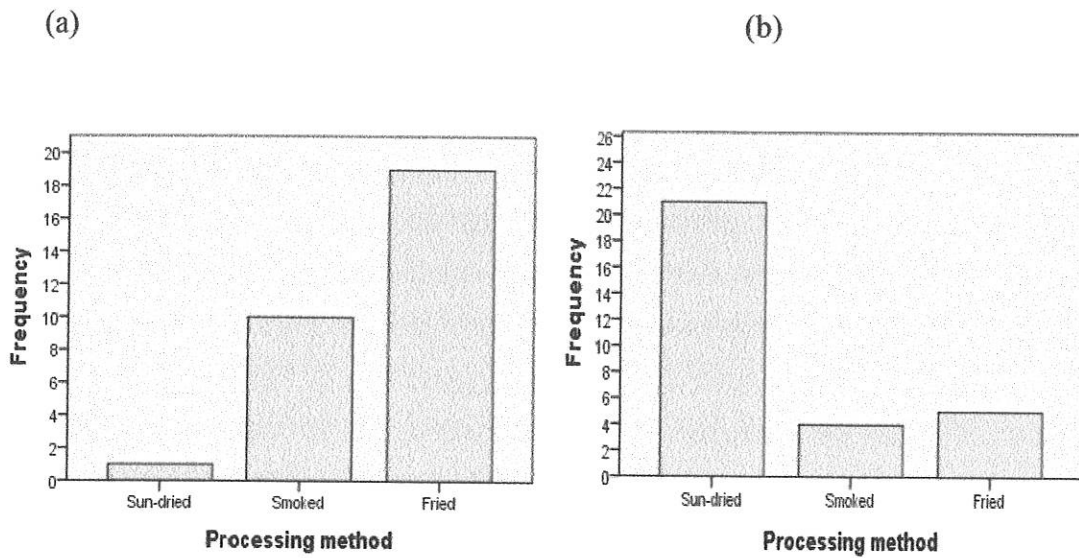 (a)
(b)
Frequency
20
18
16
14
12
10
8
6
4
2
0
Sun-dried
Smoked
Fried
Processing method
Frequency
26
24
22
20
18
16
14
12
10
8
6
4
2
0
Sun-dried
Smoked
Fried
Processing method